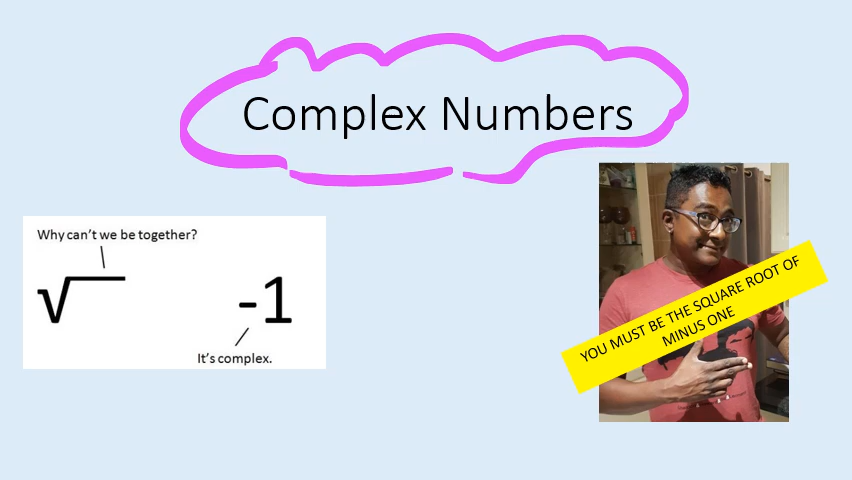 Complex Numbers
Why can't we be together?
√
-1
It's complex.
YOU MUST BE THE SQUARE ROOT OF
MINUS ONE